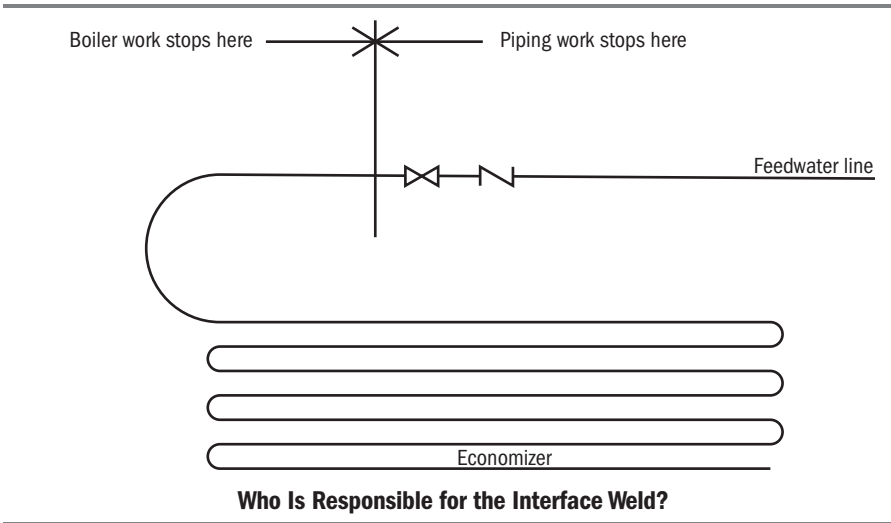 Boiler work stops here
Piping work stops here
Feedwater line
Economizer
Who Is Responsible for the Interface Weld?